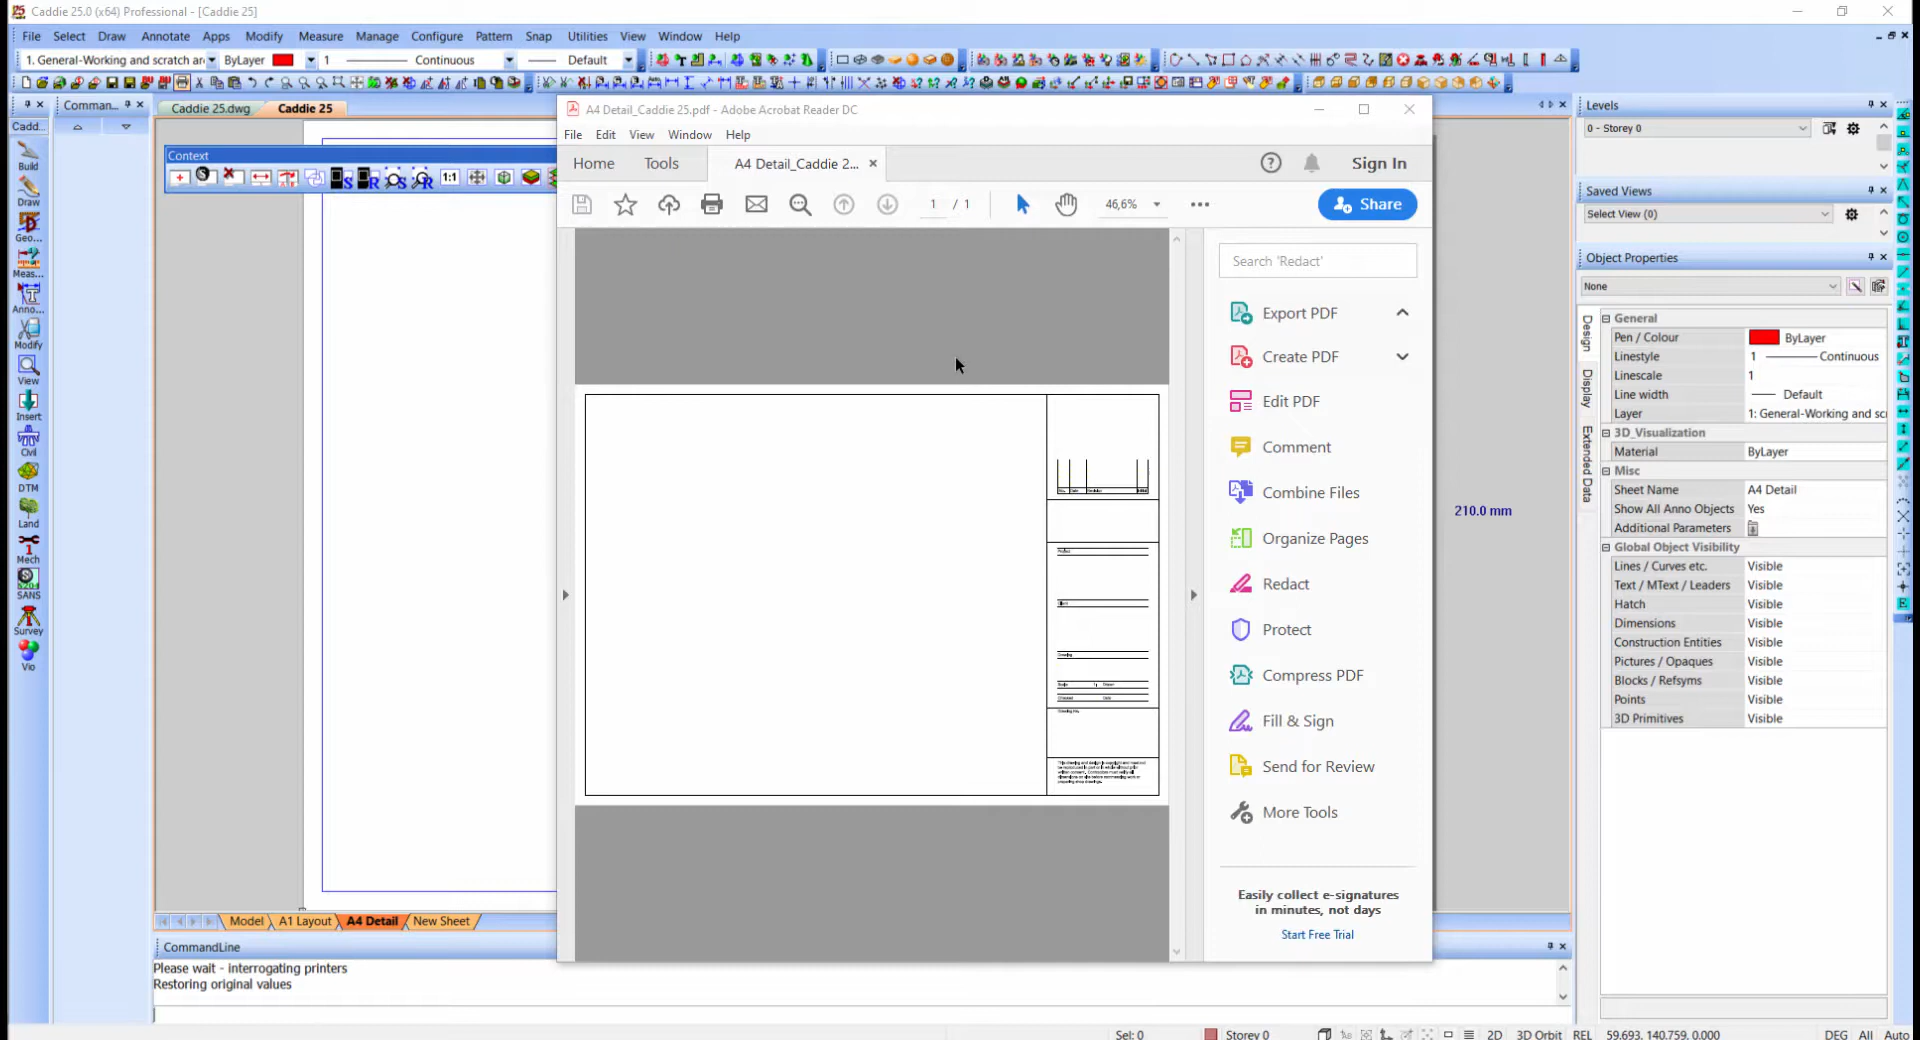 Caddie 25.0 (x64) Professional - [Caddie 25]
File Select Draw Annotate Apps Modify Measure Manage Configure Pattern Snap Utilities View Window Help
1. General-Working and scratch ar ByLayer 1 Continuous Default
Comman...
Cadd...
Caddie 25.dwg Caddie 25
Context
1:1
Build
Draw
Geo...
Meas...
Anno...
Modify
View
Insert
Civil
DTM
Land
Mech
SANS
Survey
Vio
A4 Detail_Caddie 25.pdf - Adobe Acrobat Reader DC
File Edit View Window Help
Home Tools A4 Detail_Caddie 2... Sign In
1 / 1 46,6% Share
Search 'Redact'
Export PDF
Create PDF
Edit PDF
Comment
Combine Files
Organize Pages
Redact
Protect
Compress PDF
Fill & Sign
Send for Review
More Tools
Easily collect e-signatures
in minutes, not days
Start Free Trial
210.0 mm
Levels
0 - Storey 0
Saved Views
Select View (0)
Object Properties
None
Design
Display
Extended Data
General
Pen / Colour ByLayer
Linestyle 1 Continuous
Linescale 1
Line width Default
Layer 1: General-Working and scr
3D_Visualization
Material ByLayer
Misc
Sheet Name A4 Detail
Show All Anno Objects Yes
Additional Parameters
Global Object Visibility
Lines / Curves etc. Visible
Text / MText / Leaders Visible
Hatch Visible
Dimensions Visible
Construction Entities Visible
Pictures / Opaques Visible
Blocks / Refsyms Visible
Points Visible
3D Primitives Visible
Model A1 Layout A4 Detail New Sheet
CommandLine
Please wait - interrogating printers
Restoring original values
Sel: 0 Storey 0 2D 3D Orbit REL 59.693, 140.759, 0.000 DEG All Auto